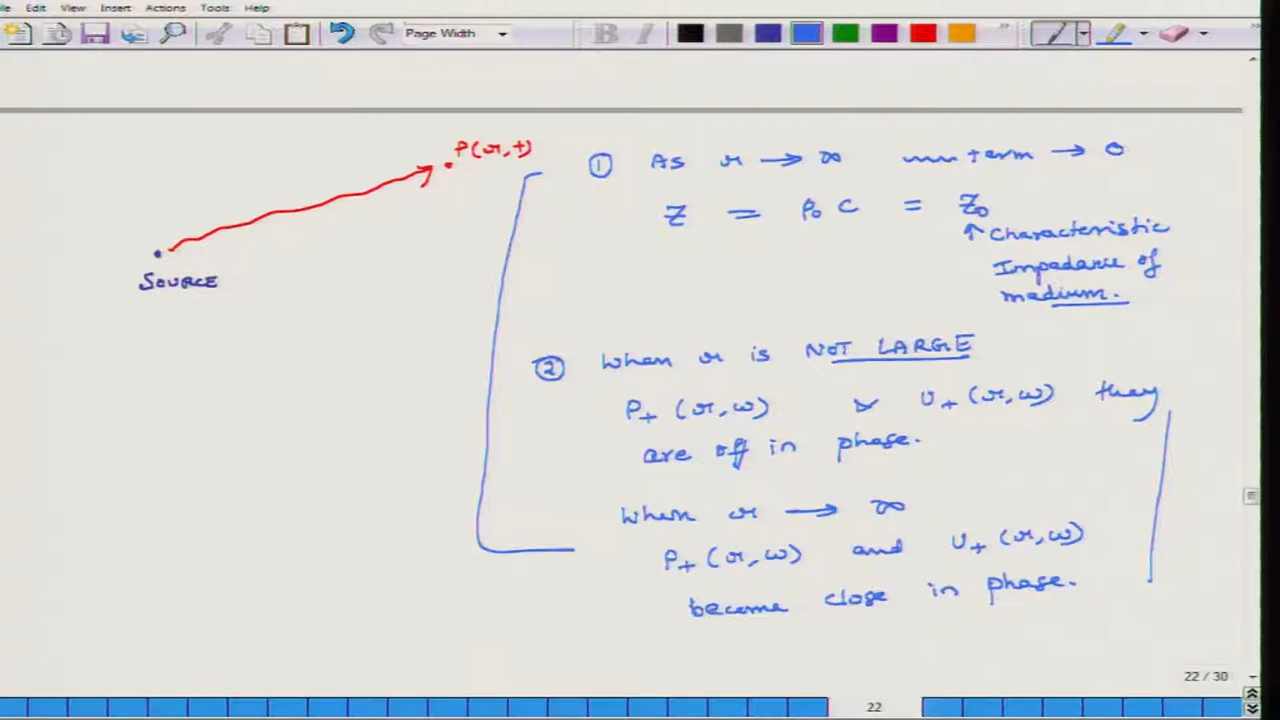 Edit View Insert Actions Tools Help
Page Width
P(r,t)
SOURCE
① As r → ∞ term → 0
Z = ρ₀ C = Z₀
↑ Characteristic
Impedance of
medium.
② When r is NOT LARGE
P₊ (r,ω) & U₊ (r,ω) they
are off in phase.
When r → ∞
P₊ (r,ω) and U₊ (r,ω)
become close in phase.
22 / 30
22